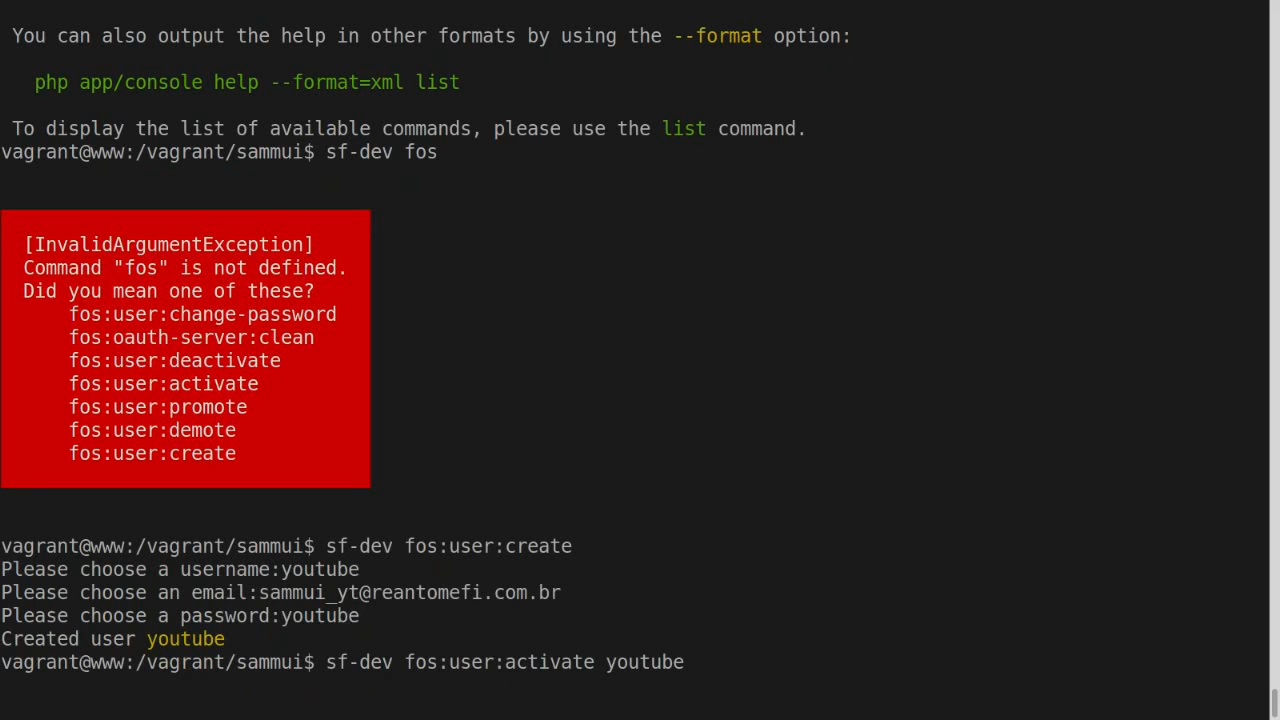 You can also output the help in other formats by using the --format option:
php app/console help --format=xml list
To display the list of available commands, please use the list command.
vagrant@www:/vagrant/sammui$ sf-dev fos
[InvalidArgumentException]
Command "fos" is not defined.
Did you mean one of these?
fos:user:change-password
fos:oauth-server:clean
fos:user:deactivate
fos:user:activate
fos:user:promote
fos:user:demote
fos:user:create
vagrant@www:/vagrant/sammui$ sf-dev fos:user:create
Please choose a username:youtube
Please choose an email:sammui_yt@reantomefi.com.br
Please choose a password:youtube
Created user youtube
vagrant@www:/vagrant/sammui$ sf-dev fos:user:activate youtube